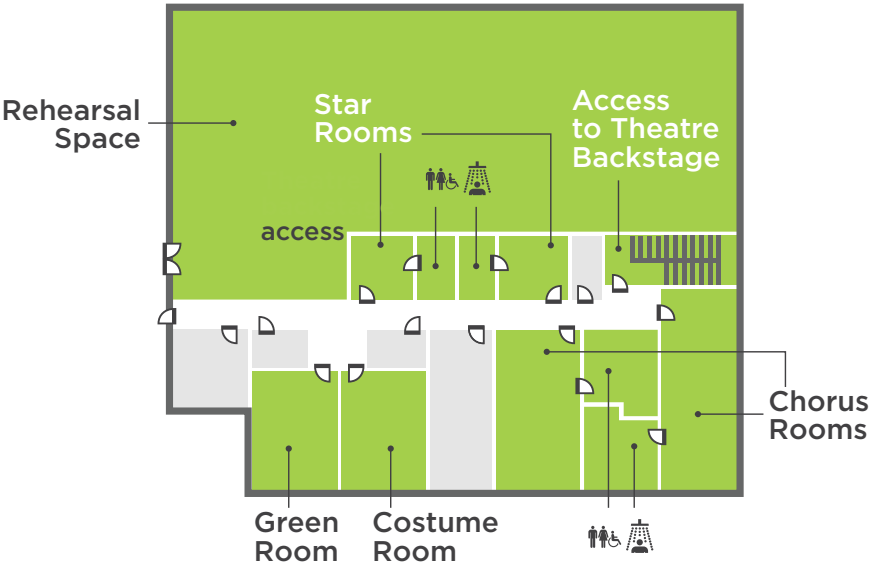 Rehearsal
Space
Star
Rooms
Access
to Theatre
Backstage
access
Chorus
Rooms
Green
Room
Costume
Room